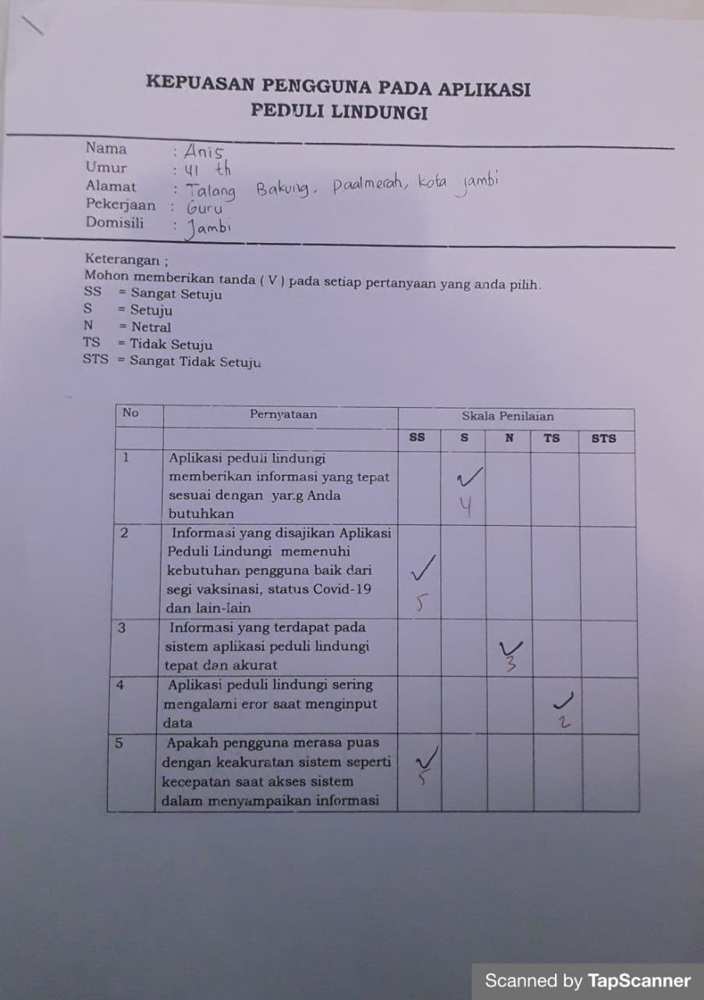 KEPUASAN PENGGUNA PADA APLIKASI
PEDULI LINDUNGI
Nama : Anis
Umur : 41 th
Alamat : Talang Bakung, Paalmerah, Kota Jambi
Pekerjaan : Guru
Domisili : Jambi
Keterangan ;
Mohon memberikan tanda ( V ) pada setiap pertanyaan yang anda pilih.
SS = Sangat Setuju
S = Setuju
N = Netral
TS = Tidak Setuju
STS = Sangat Tidak Setuju
No Pernyataan Skala Penilaian
SS S N TS STS
1 Aplikasi peduli lindungi
memberikan informasi yang tepat ✓
sesuai dengan yang Anda 4
butuhkan
2 Informasi yang disajikan Aplikasi
Peduli Lindungi memenuhi
kebutuhan pengguna baik dari ✓
segi vaksinasi, status Covid-19
dan lain-lain 5
3 Informasi yang terdapat pada
sistem aplikasi peduli lindungi ✓
tepat dan akurat 3
4 Aplikasi peduli lindungi sering
mengalami eror saat menginput ✓
data 2
5 Apakah pengguna merasa puas
dengan keakuratan sistem seperti ✓
kecepatan saat akses sistem 5
dalam menyampaikan informasi
Scanned by TapScanner